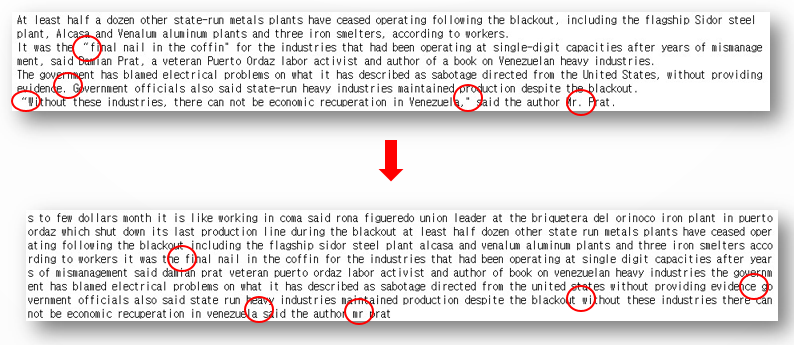 At least half a dozen other state-run metals plants have ceased operating following the blackout, including the flagship Sidor steel
plant, Alcasa and Venalum aluminum plants and three iron smelters, according to workers.
It was the “final nail in the coffin" for the industries that had been operating at single-digit capacities after years of mismanage
ment, said Damian Prat, a veteran Puerto Ordaz labor activist and author of a book on Venezuelan heavy industries.
The government has blamed electrical problems on what it has described as sabotage directed from the United States, without providing
evidence. Government officials also said state-run heavy industries maintained production despite the blackout.
“Without these industries, there can not be economic recuperation in Venezuela," said the author Mr. Prat.
s to few dollars month it is like working in coma said rona figueredo union leader at the briquetera del orinoco iron plant in puerto
ordaz which shut down its last production line during the blackout at least half dozen other state run metals plants have ceased oper
ating following the blackout including the flagship sidor steel plant alcasa and venalum aluminum plants and three iron smelters acco
rding to workers it was the final nail in the coffin for the industries that had been operating at single digit capacities after year
s of mismanagement said damian prat veteran puerto ordaz labor activist and author of book on venezuelan heavy industries the governm
ent has blamed electrical problems on what it has described as sabotage directed from the united states without providing evidence go
vernment officials also said state run heavy industries maintained production despite the blackout without these industries there can
not be economic recuperation in venezuela said the author mr prat